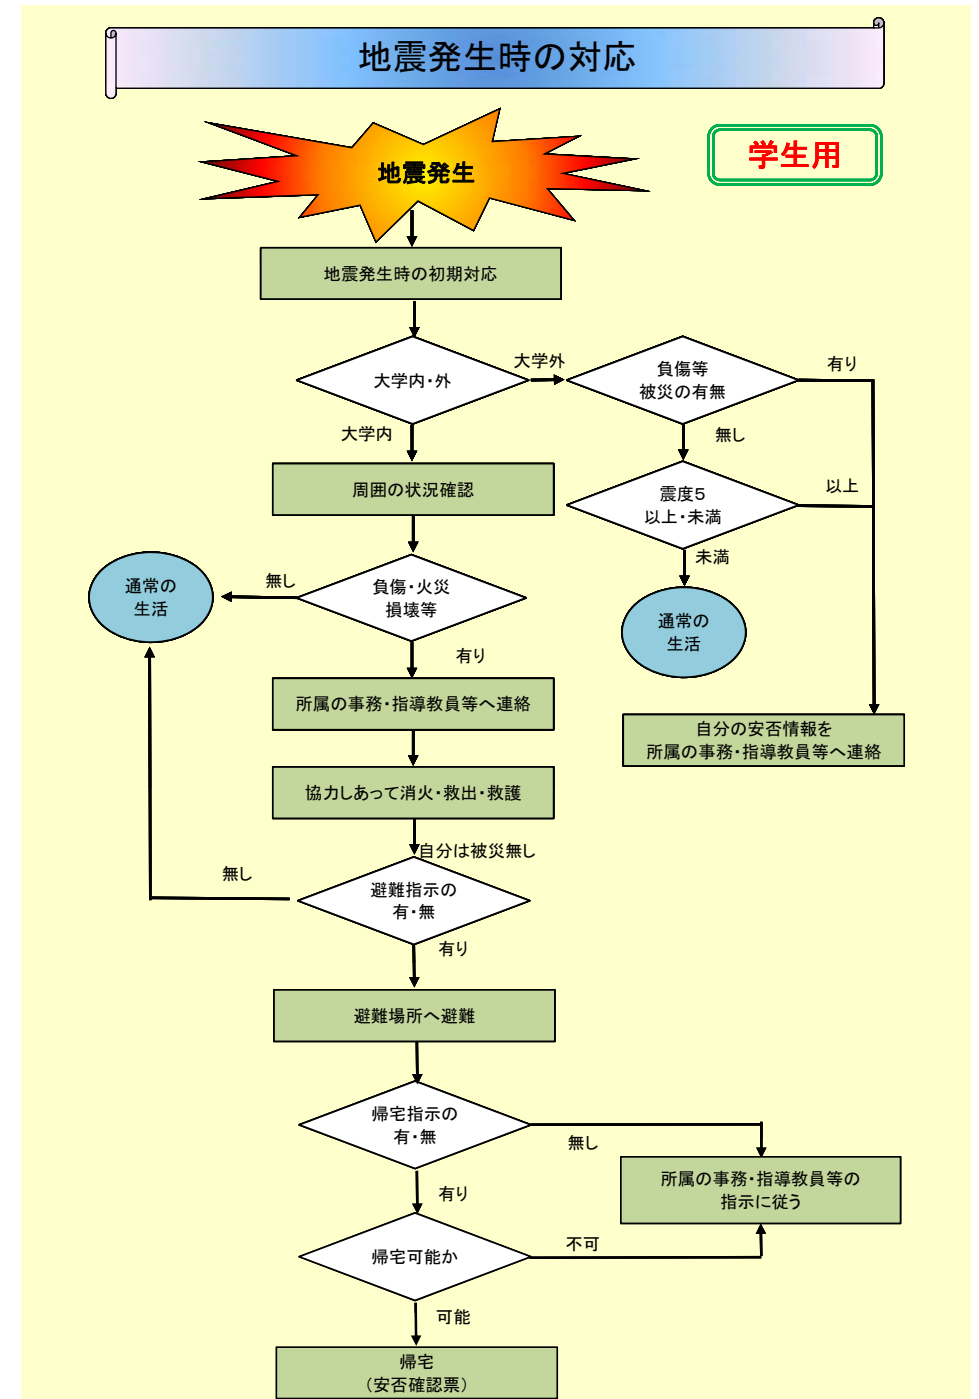 地震発生時の対応
学生用
地震発生
地震発生時の初期対応
大学内・外
大学外
負傷等
被災の有無
有り
大学内
無し
周囲の状況確認
震度5
以上・未満
以上
未満
通常の
生活
無し
負傷・火災
損壊等
通常の
生活
有り
所属の事務・指導教員等へ連絡
自分の安否情報を
所属の事務・指導教員等へ連絡
協力しあって消火・救出・救護
自分は被災無し
無し
避難指示の
有・無
有り
避難場所へ避難
帰宅指示の
有・無
無し
所属の事務・指導教員等の
指示に従う
有り
帰宅可能か
不可
可能
帰宅
（安否確認票）